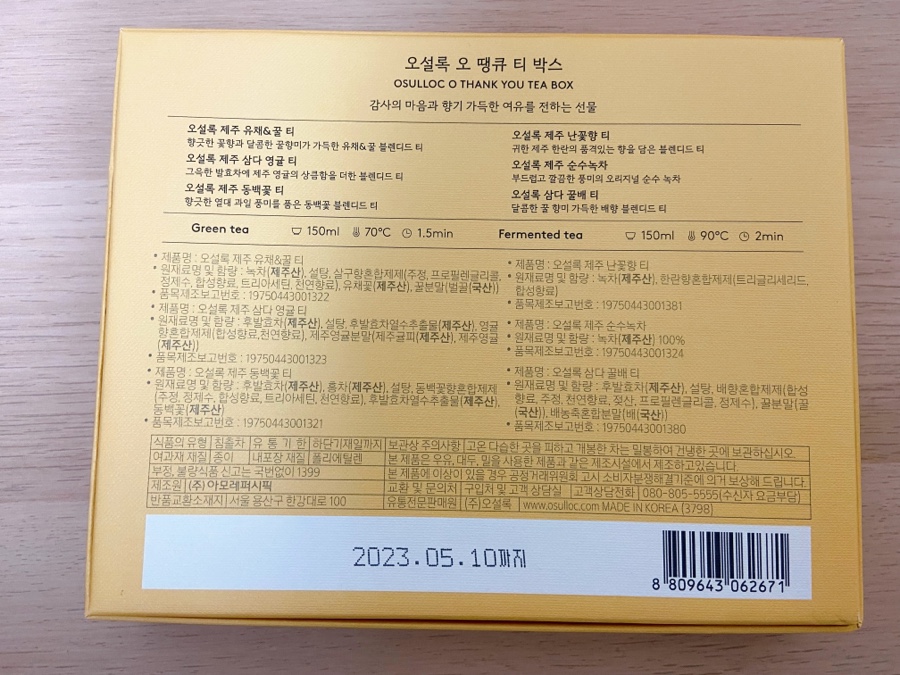 오설록 오 땡큐 티 박스
OSULLOC O THANK YOU TEA BOX
감사의 마음과 향기 가득한 여유를 전하는 선물
오설록 제주 유채&꿀 티
향긋한 꽃향과 달콤한 꿀향미가 가득한 유채&꿀 블렌디드 티
오설록 제주 삼다 영귤 티
그윽한 발효차에 제주 영귤의 상큼함을 더한 블렌디드 티
오설록 제주 동백꽃 티
향긋한 열대 과일 풍미를 품은 동백꽃 블렌디드 티
오설록 제주 난꽃향 티
귀한 제주 한란의 품격있는 향을 담은 블렌디드 티
오설록 제주 순수녹차
부드럽고 깔끔한 풍미의 오리지널 순수 녹차
오설록 삼다 꿀배 티
달콤한 꿀 향미 가득한 배향 블렌디드 티
Green tea 150ml 70°C 1.5min
Fermented tea 150ml 90°C 2min
• 제품명 : 오설록 제주 유채&꿀티
• 원재료명 및 함량 : 녹차(제주산), 설탕, 살구향혼합제제(주정, 프로필렌글리콜,
정제수, 합성향료, 트리아세틴, 천연향료), 유채꽃(제주산), 꿀분말(벌꿀(국산))
• 품목제조보고번호 : 19750443001322
• 제품명 : 오설록 제주 삼다 영귤 티
• 원재료명 및 함량 : 후발효차(제주산), 설탕, 후발효차열수추출물(제주산), 영귤
향혼합제제(합성향료,천연향료), 제주영귤분말(제주귤피(제주산), 제주영귤
(제주산))
• 품목제조보고번호 : 19750443001323
• 제품명 : 오설록 제주 동백꽃 티
• 원재료명 및 함량 : 후발효차(제주산), 홍차(제주산), 설탕, 동백꽃향혼합제제
(주정, 정제수, 합성향료, 트리아세틴, 천연향료), 후발효차열수추출물(제주산),
동백꽃(제주산)
• 품목제조보고번호 : 19750443001321
• 제품명 : 오설록 제주 난꽃향 티
• 원재료명 및 함량 : 녹차(제주산), 한란향혼합제제(트리글리세리드,
합성향료)
• 품목제조보고번호 : 19750443001381
• 제품명 : 오설록 제주 순수녹차
• 원재료명 및 함량 : 녹차(제주산) 100%
• 품목제조보고번호 : 19750443001324
• 제품명 : 오설록 삼다 꿀배 티
• 원재료명 및 함량 : 후발효차(제주산), 설탕, 배향혼합제제(합성
향료, 주정, 천연향료, 젖산, 프로필렌글리콜, 정제수), 꿀분말(꿀
(국산)), 배농축혼합분말(배(국산))
• 품목제조보고번호 : 19750443001380
식품의 유형 침출차 유통기한 하단기재일까지 보관상 주의사항 고온 다습한 곳을 피하고 개봉한 차는 밀봉하여 건냉한 곳에 보관하십시오.
여과재 재질 종이 내포장 재질 폴리에틸렌 본 제품은 우유, 대두, 밀을 사용한 제품과 같은 제조시설에서 제조하고있습니다.
부정, 불량식품 신고는 국번없이 1399 본 제품에 이상이 있을 경우 공정거래위원회 고시 소비자분쟁해결기준에 의거 보상해 드립니다.
제조원 (주) 아모레퍼시픽 교환 및 문의처 구입처 및 고객 상담실 고객상담전화 080-805-5555(수신자 요금부담)
반품교환소재지 서울 용산구 한강대로 100 유통전문판매원 (주)오설록 www.osulloc.com MADE IN KOREA (3798)
2023.05.10까지
8 809643 062671